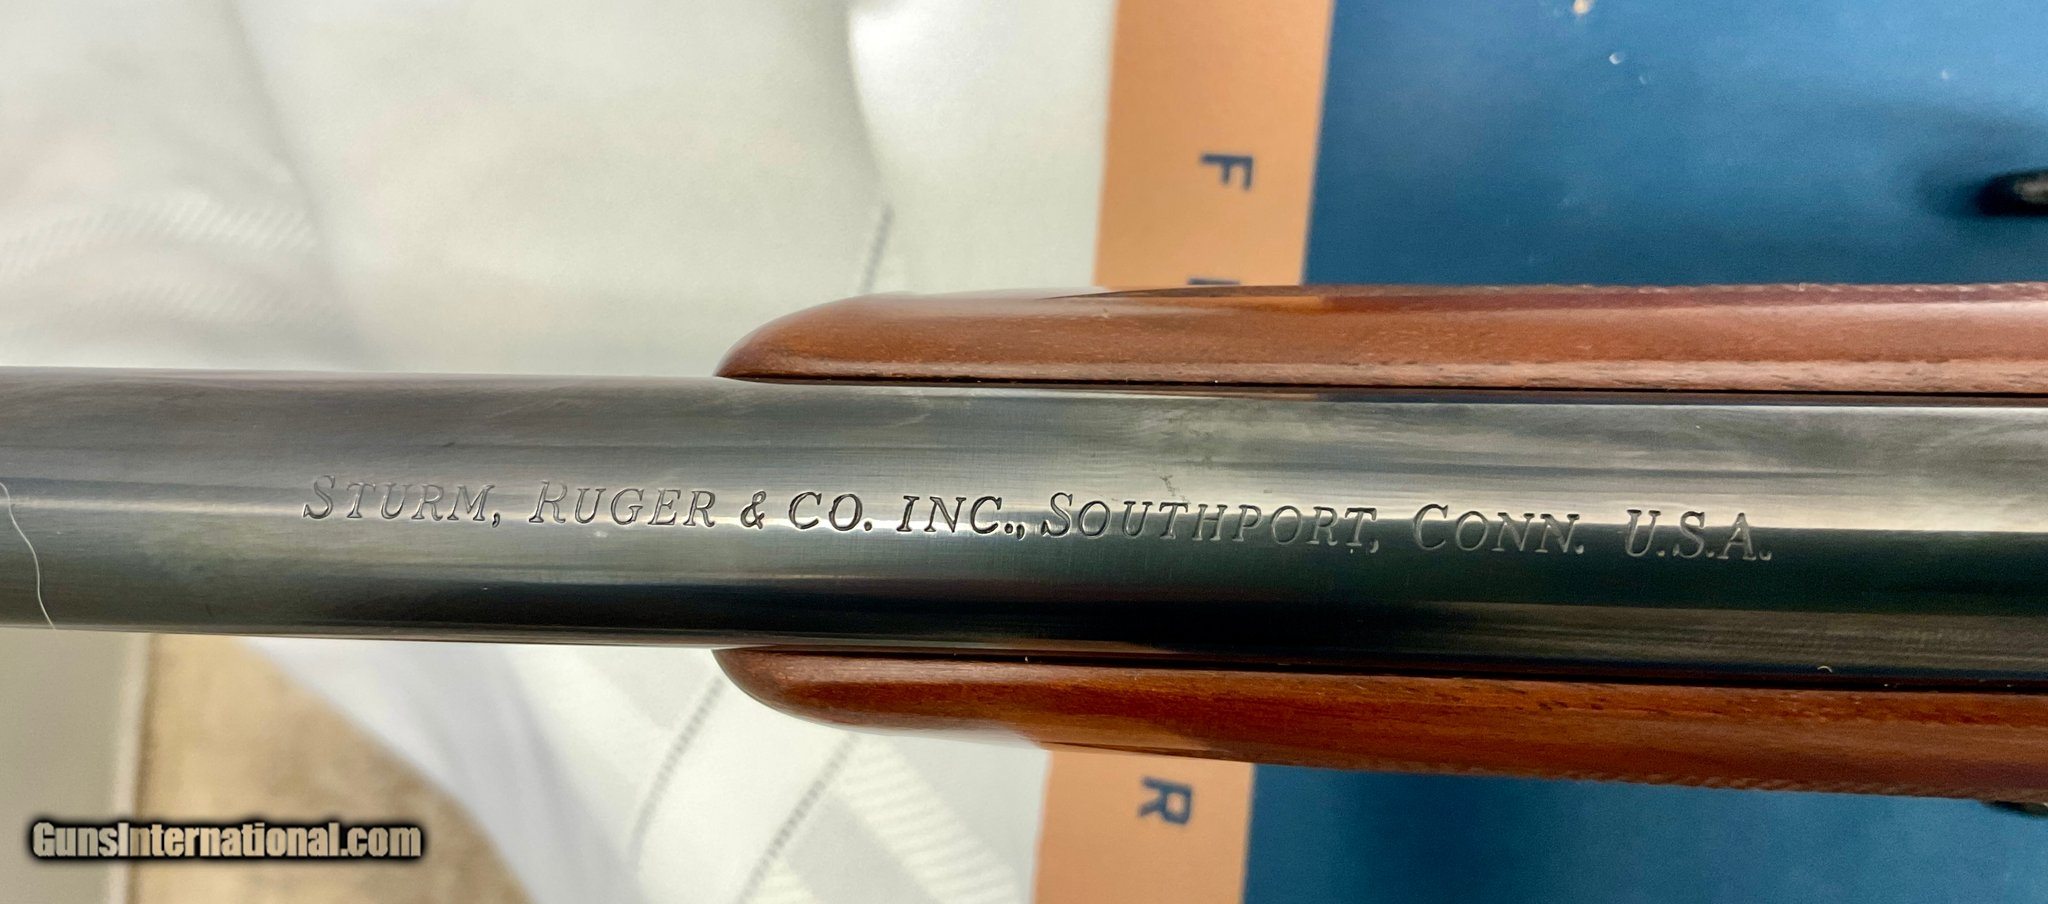 STURM, RUGER & CO. INC., SOUTHPORT, CONN. U.S.A.
F
R
GunsInternational.com